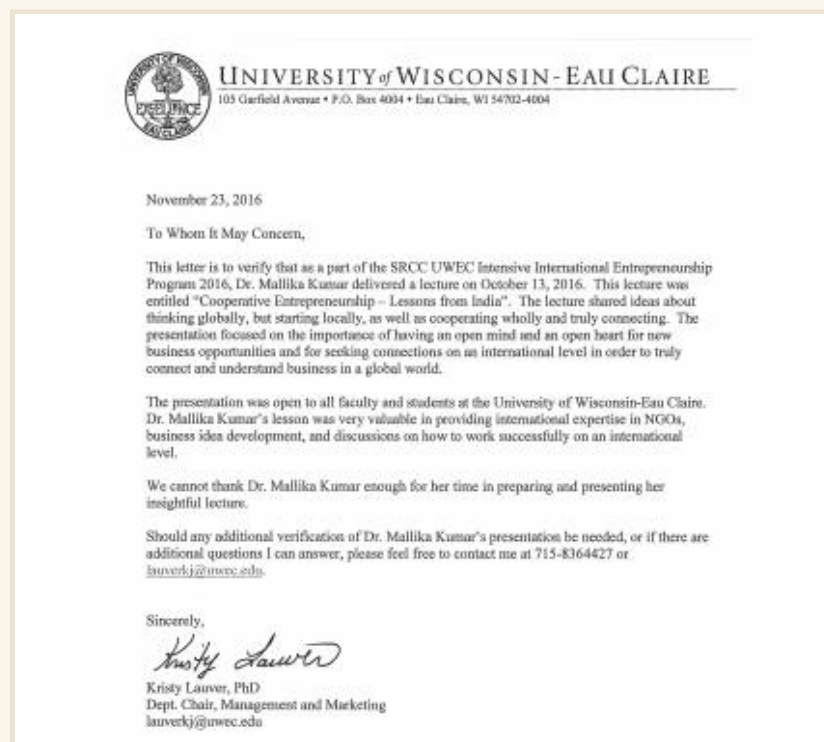 UNIVERSITY OF WISCONSIN
EXCELLENCE
EAU CLAIRE
UNIVERSITY of WISCONSIN - EAU CLAIRE
105 Garfield Avenue • P.O. Box 4004 • Eau Claire, WI 54702-4004
November 23, 2016
To Whom It May Concern,
This letter is to verify that as a part of the SRCC UWEC Intensive International Entrepreneurship
Program 2016, Dr. Mallika Kumar delivered a lecture on October 13, 2016. This lecture was
entitled "Cooperative Entrepreneurship – Lessons from India". The lecture shared ideas about
thinking globally, but starting locally, as well as cooperating wholly and truly connecting. The
presentation focused on the importance of having an open mind and an open heart for new
business opportunities and for seeking connections on an international level in order to truly
connect and understand business in a global world.
The presentation was open to all faculty and students at the University of Wisconsin-Eau Claire.
Dr. Mallika Kumar's lesson was very valuable in providing international expertise in NGOs,
business idea development, and discussions on how to work successfully on an international
level.
We cannot thank Dr. Mallika Kumar enough for her time in preparing and presenting her
insightful lecture.
Should any additional verification of Dr. Mallika Kumar's presentation be needed, or if there are
additional questions I can answer, please feel free to contact me at 715-8364427 or
lauverkj@uwec.edu.
Sincerely,
Kristy Lauver
Kristy Lauver, PhD
Dept. Chair, Management and Marketing
lauverkj@uwec.edu